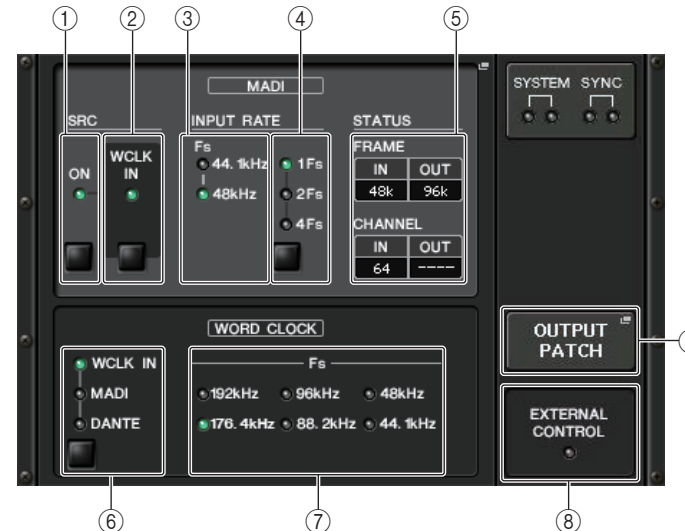 ① ② ③ ④ ⑤
MADI
SYSTEM SYNC
SRC INPUT RATE STATUS
ON
WCLK IN
Fs
44.1kHz
48kHz
1Fs
2Fs
4Fs
FRAME
IN OUT
48k 96k
CHANNEL
IN OUT
64 ----
WORD CLOCK
WCLK IN
MADI
DANTE
Fs
192kHz 96kHz 48kHz
176.4kHz 88.2kHz 44.1kHz
OUTPUT
PATCH
EXTERNAL
CONTROL
⑥ ⑦ ⑧